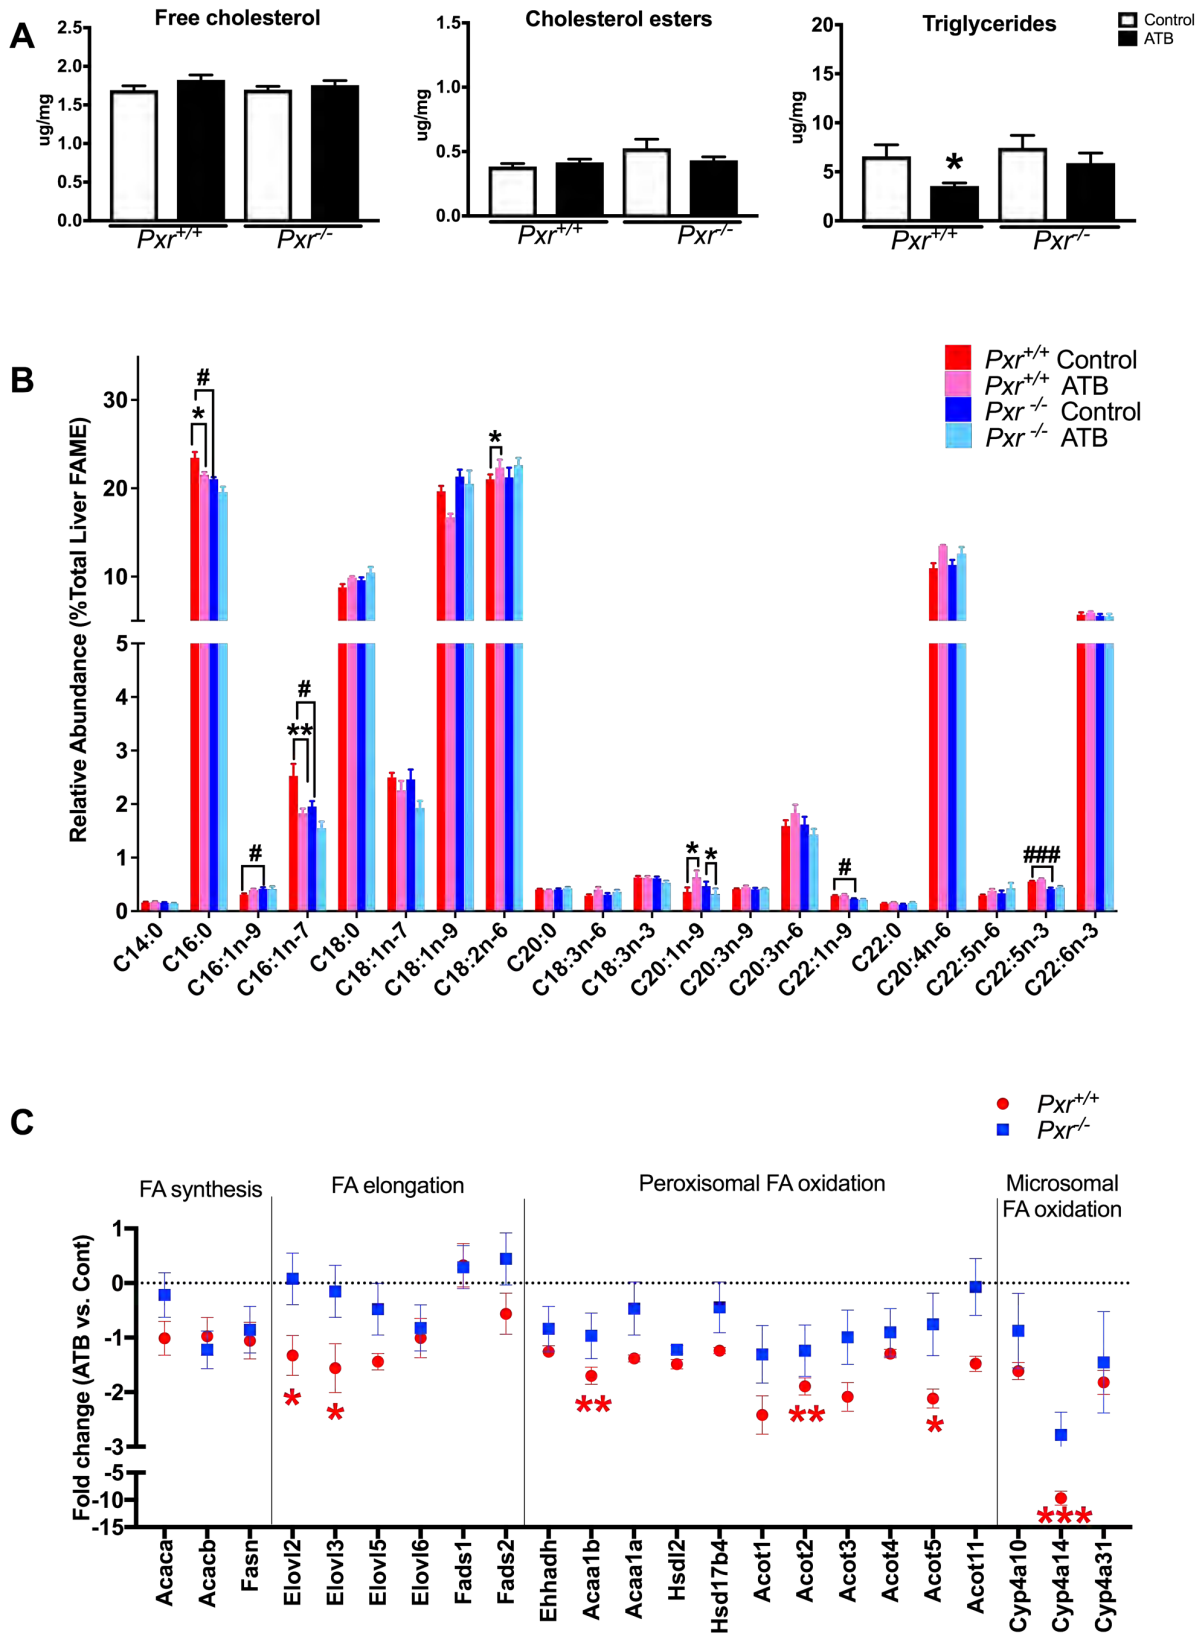 A
Free cholesterol
2.5
2.0
1.5
1.0
0.5
0.0
ug/mg
Pxr+/+
Pxr-/-
Cholesterol esters
1.5
1.0
0.5
0.0
ug/mg
Pxr+/+
Pxr-/-
Triglycerides
20
15
10
5
0
ug/mg
*
Pxr+/+
Pxr-/-
Control
ATB
B
Pxr+/+ Control
Pxr+/+ ATB
Pxr -/- Control
Pxr -/- ATB
Relative Abundance (%Total Liver FAME)
30
20
10
5
4
3
2
1
0
#
*
#
#
**
*
*
*
#
###
C14:0
C16:0
C16:1n-9
C16:1n-7
C18:0
C18:1n-7
C18:1n-9
C18:2n-6
C20:0
C18:3n-6
C18:3n-3
C20:1n-9
C20:3n-9
C20:3n-6
C22:1n-9
C22:0
C20:4n-6
C22:5n-6
C22:5n-3
C22:6n-3
C
Pxr+/+
Pxr-/-
FA synthesis
FA elongation
Peroxisomal FA oxidation
Microsomal
FA oxidation
Fold change (ATB vs. Cont)
1
0
-1
-2
-3
-5
-10
-15
*
*
**
**
*
***
Acaca
Acacb
Fasn
Elovl2
Elovl3
Elovl5
Elovl6
Fads1
Fads2
Ehhadh
Acaa1b
Acaa1a
Hsdl2
Hsd17b4
Acot1
Acot2
Acot3
Acot4
Acot5
Acot11
Cyp4a10
Cyp4a14
Cyp4a31